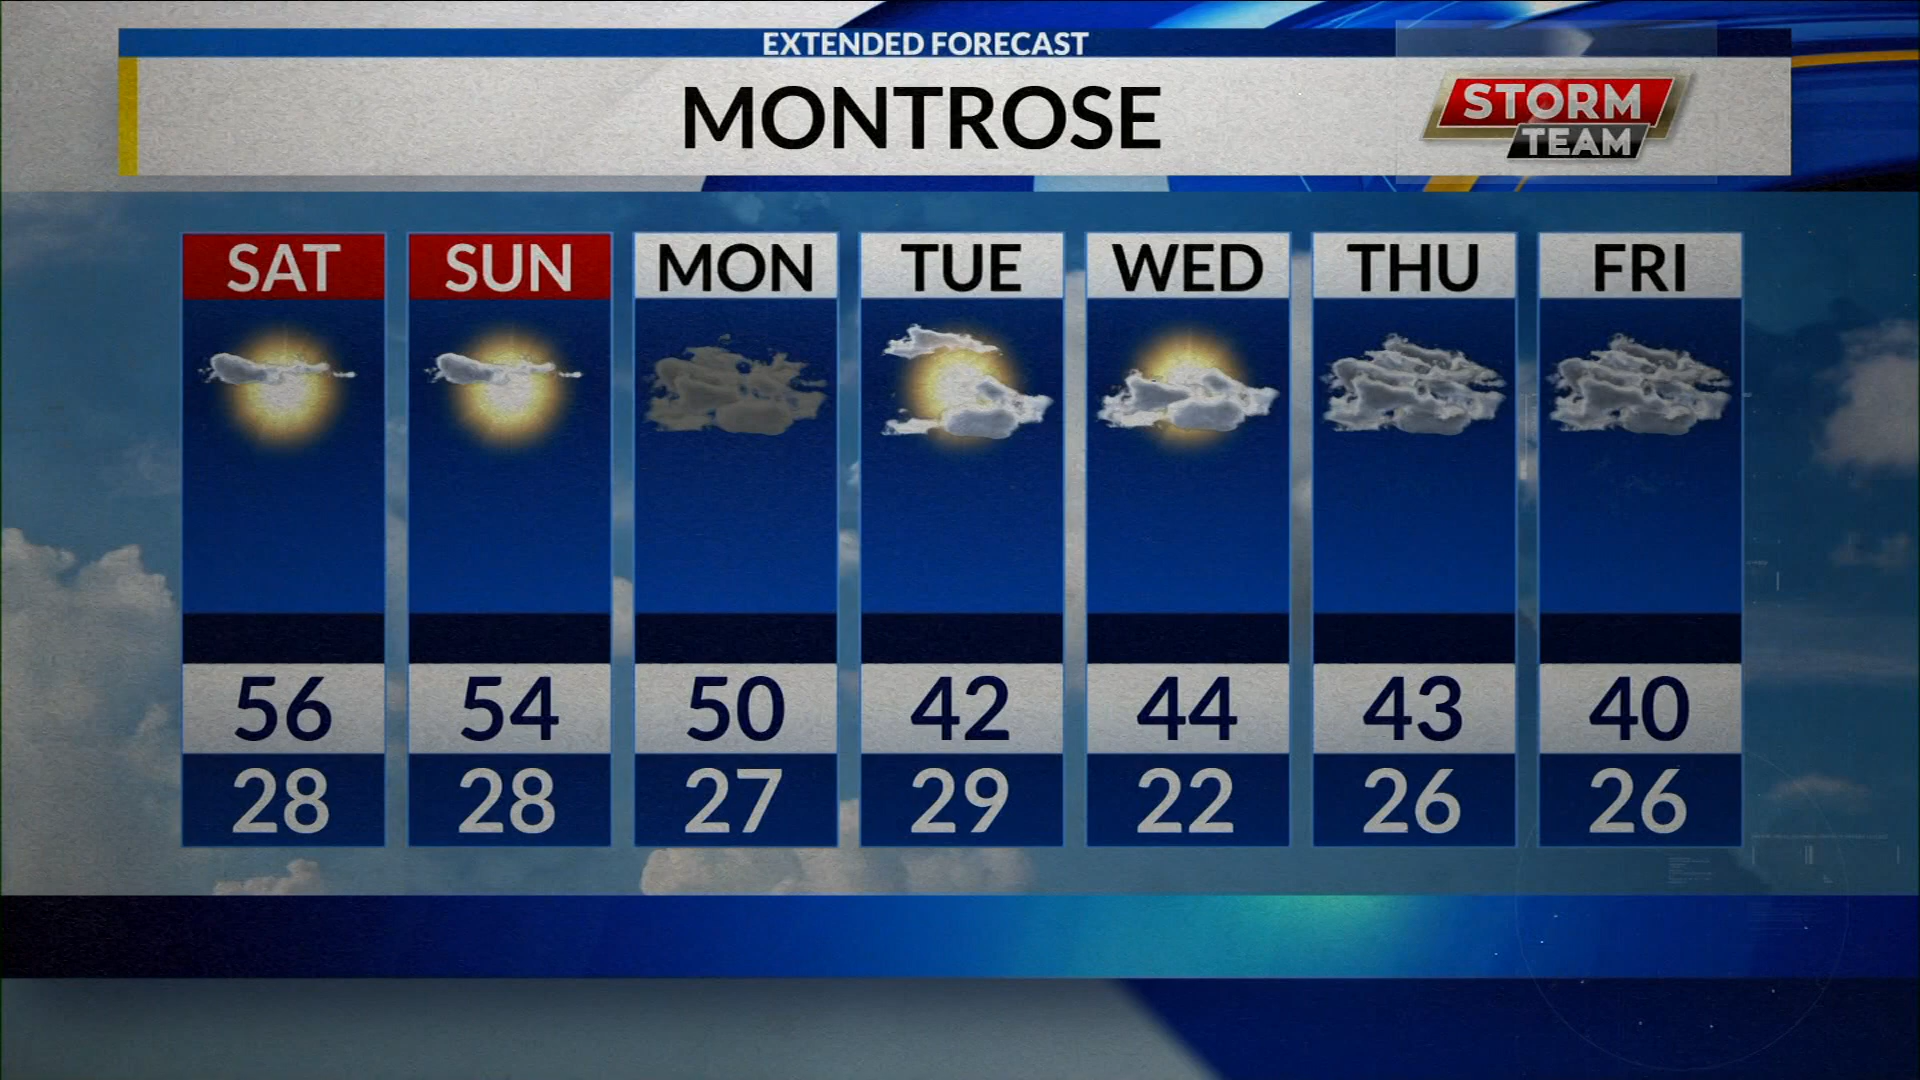 EXTENDED FORECAST
MONTROSE
STORM
TEAM
SAT SUN MON TUE WED THU FRI
56 54 50 42 44 43 40
28 28 27 29 22 26 26